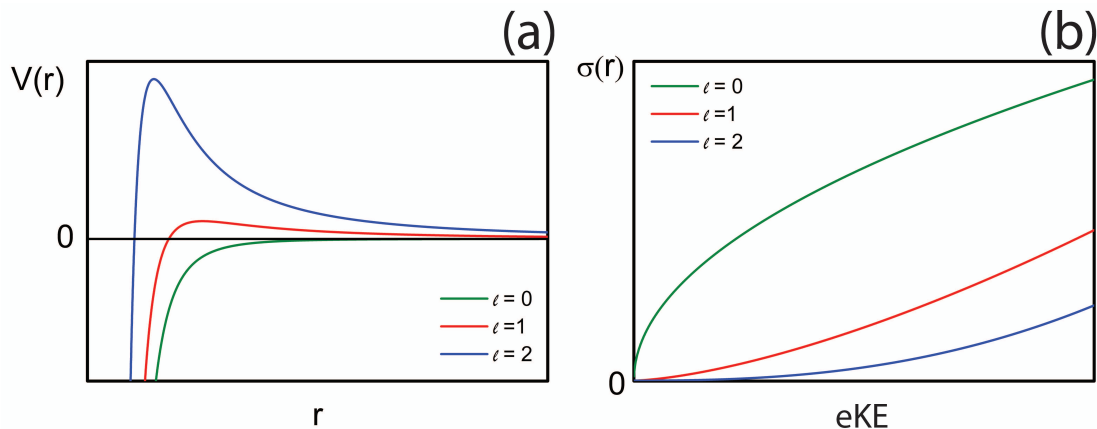 (a)
V(r)
0
ℓ = 0
ℓ =1
ℓ = 2
r
(b)
σ(r)
ℓ = 0
ℓ =1
ℓ = 2
0
eKE